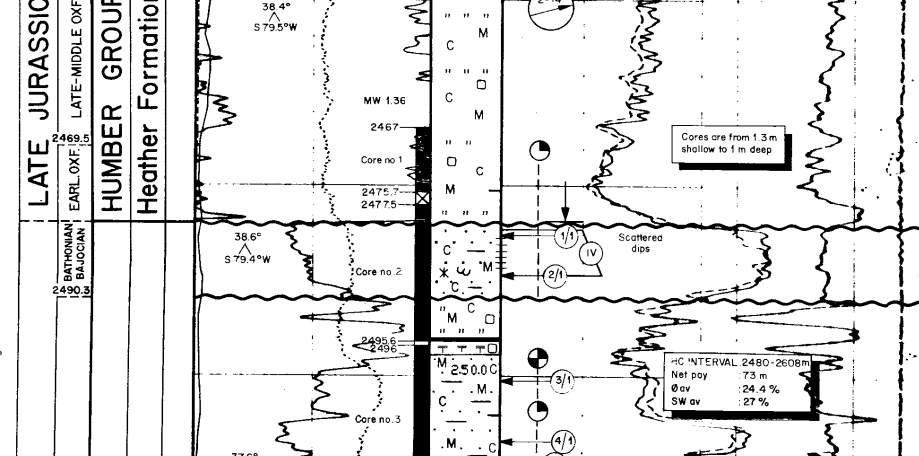 LATE JURASSIC
LATE-MIDDLE OXF.
2469.5
EARL. OXF.
BATHONIAN
BAJOCIAN
2490.3
HUMBER GROUP
Heather Formation
38.4°
S 79.5°W
MW 1.36
2467
Core no 1
2475.7
2477.5
38.6°
S 79.4°W
Core no. 2
2495.6
2496
Core no. 3
" "
M
C
" "
C
M
" "
C
M
" "
C
M
C
" C
M
" "
M
2500.0 C
M
C
M
C
1/1
IV
2/1
Scattered
dips
3/1
4/1
Cores are from 1.3 m
shallow to 1 m deep
HC INTERVAL 2480-2608m
Net pay : 73 m
Øav : 24.4 %
SW av : 27 %